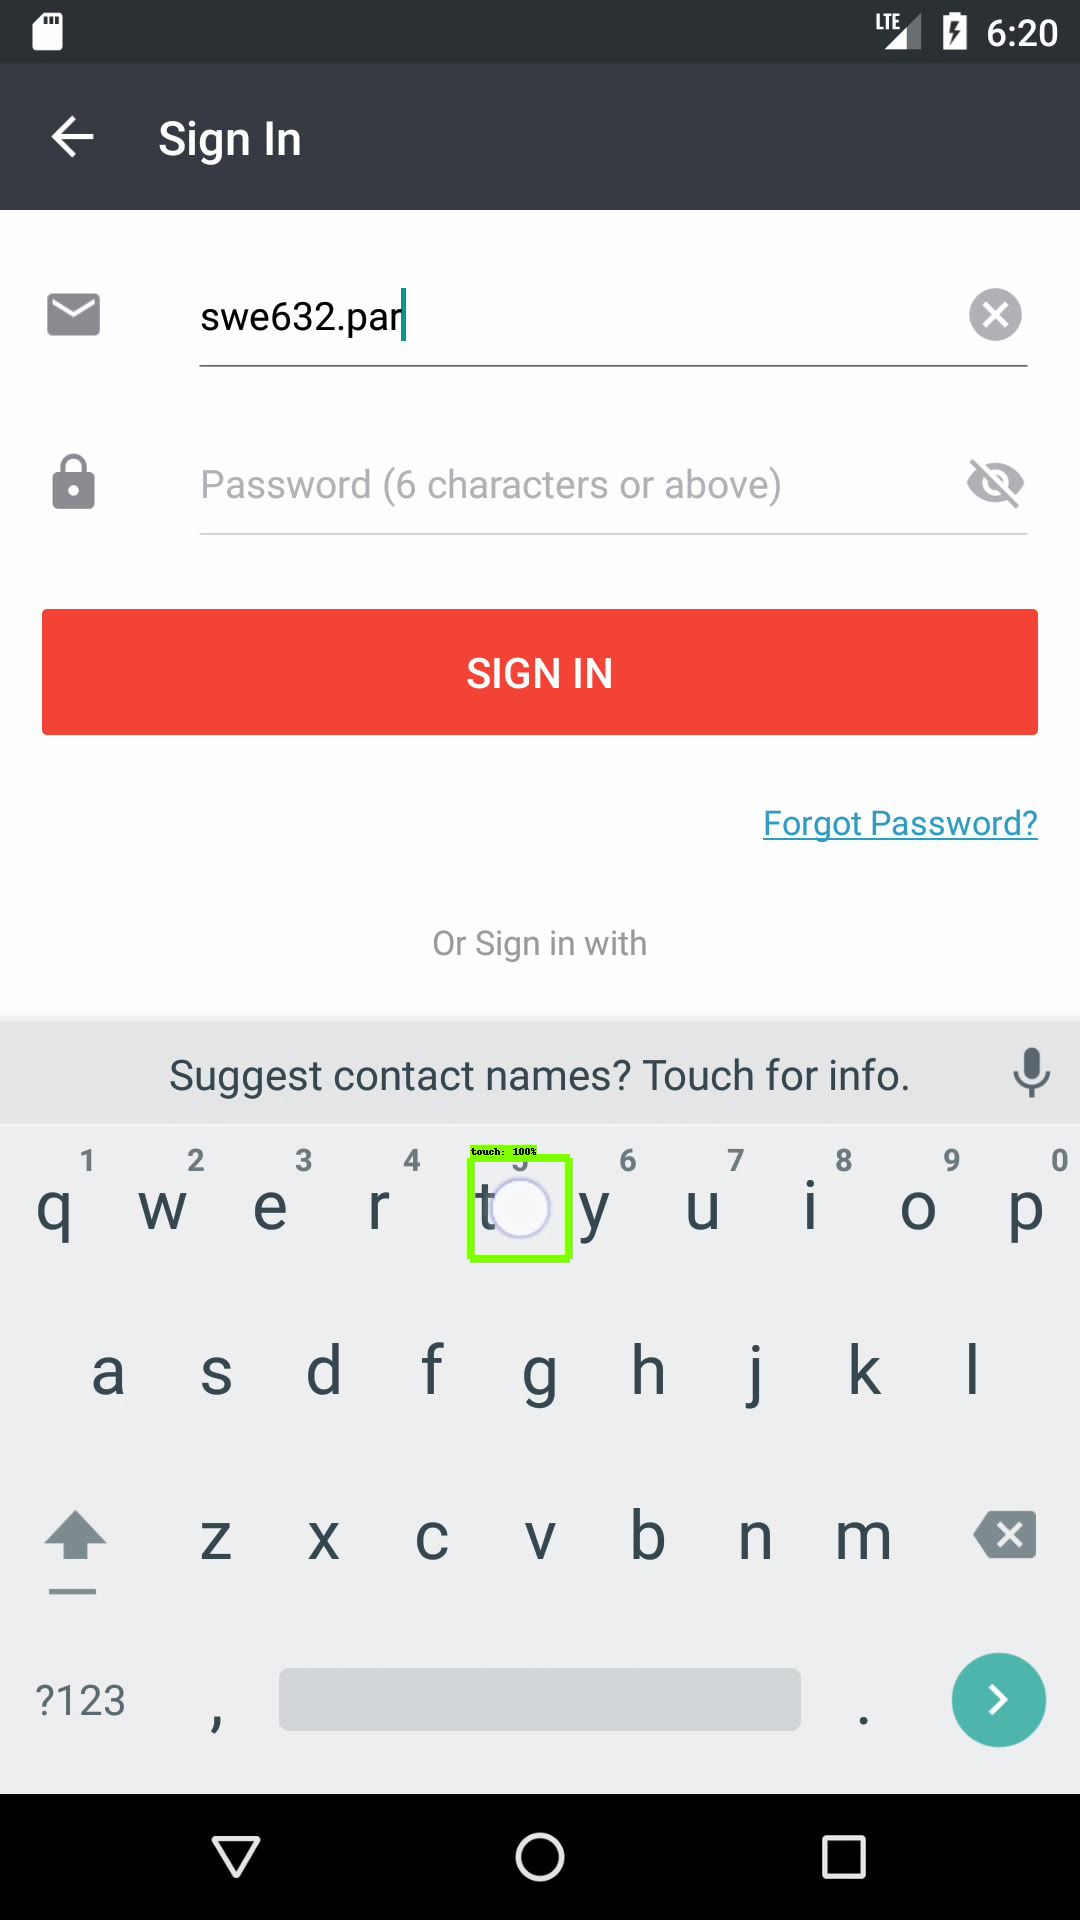 LTE 6:20
Sign In
swe632.par
Password (6 characters or above)
SIGN IN
Forgot Password?
Or Sign in with
Suggest contact names? Touch for info.
touch: 100%
1 2 3 4 5 6 7 8 9 0
q w e r t y u i o p
a s d f g h j k l
z x c v b n m
?123 , .